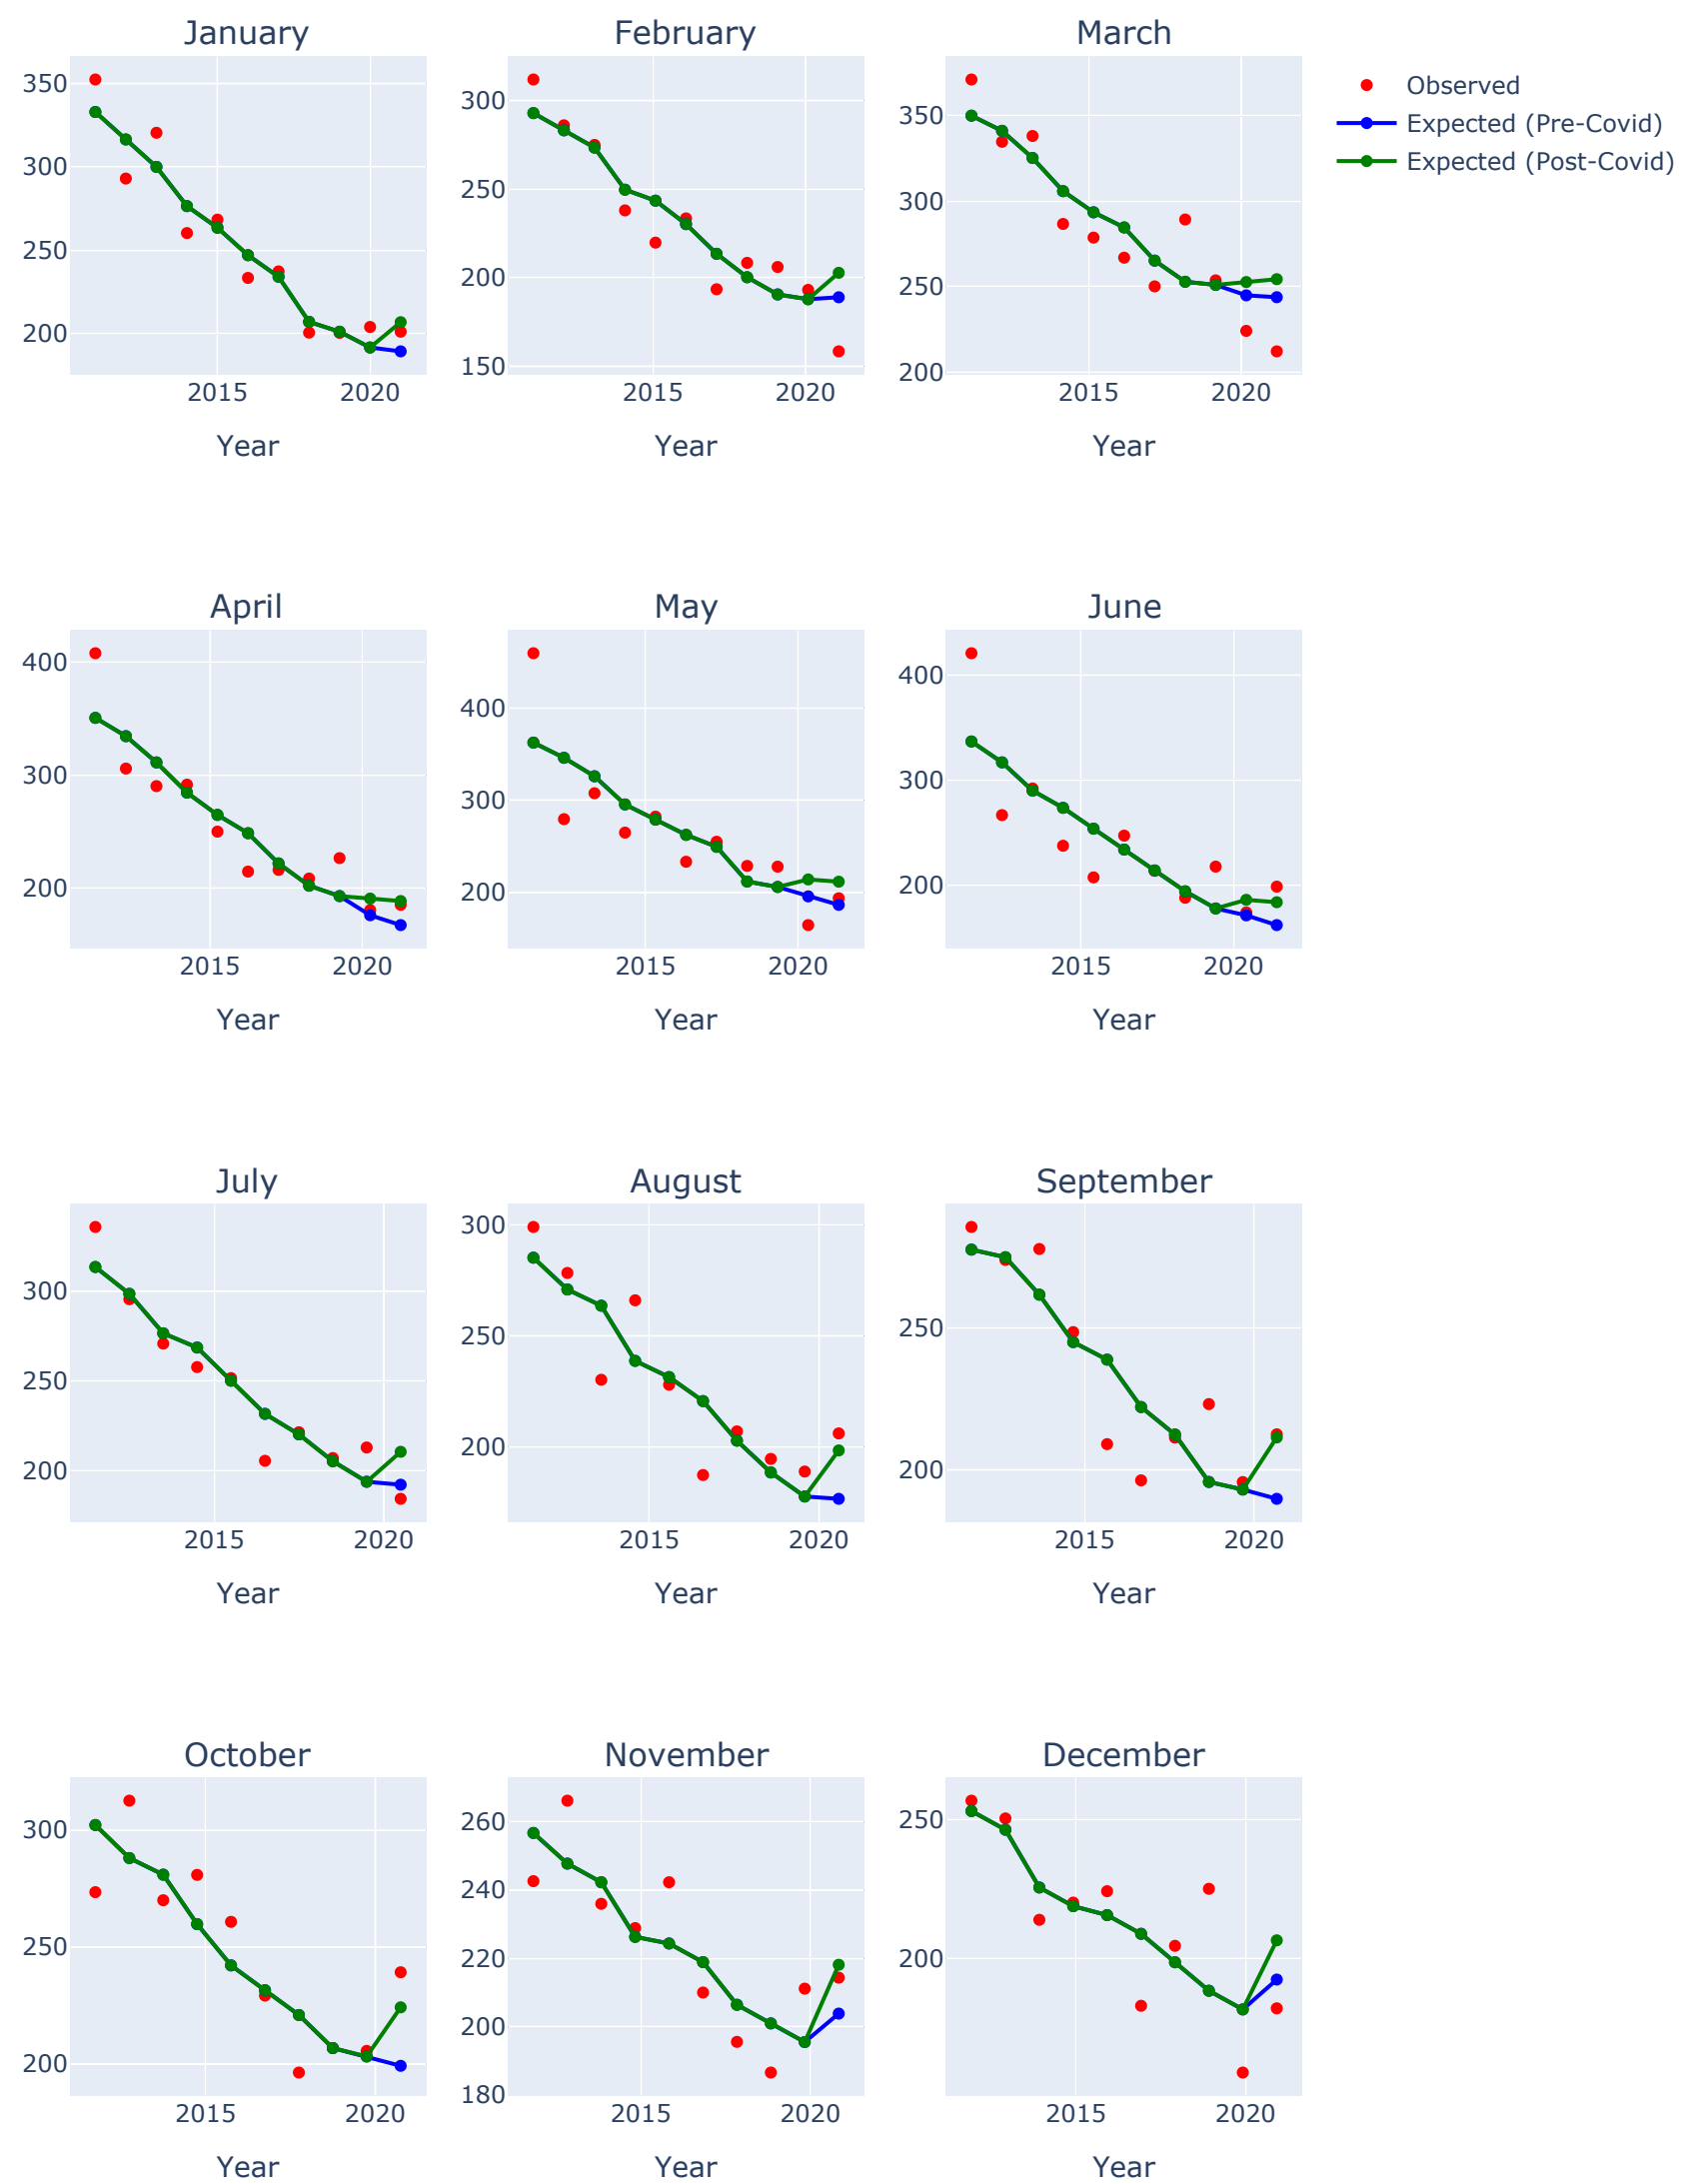 January
February
March
350
300
250
200
2015
2020
Year
300
250
200
150
2015
2020
Year
350
300
250
200
2015
2020
Year
Observed
Expected (Pre-Covid)
Expected (Post-Covid)
April
May
June
400
300
200
2015
2020
Year
400
300
200
2015
2020
Year
400
300
200
2015
2020
Year
July
August
September
300
250
200
2015
2020
Year
300
250
200
2015
2020
Year
250
200
2015
2020
Year
October
November
December
300
250
200
2015
2020
Year
260
240
220
200
180
2015
2020
Year
250
200
2015
2020
Year